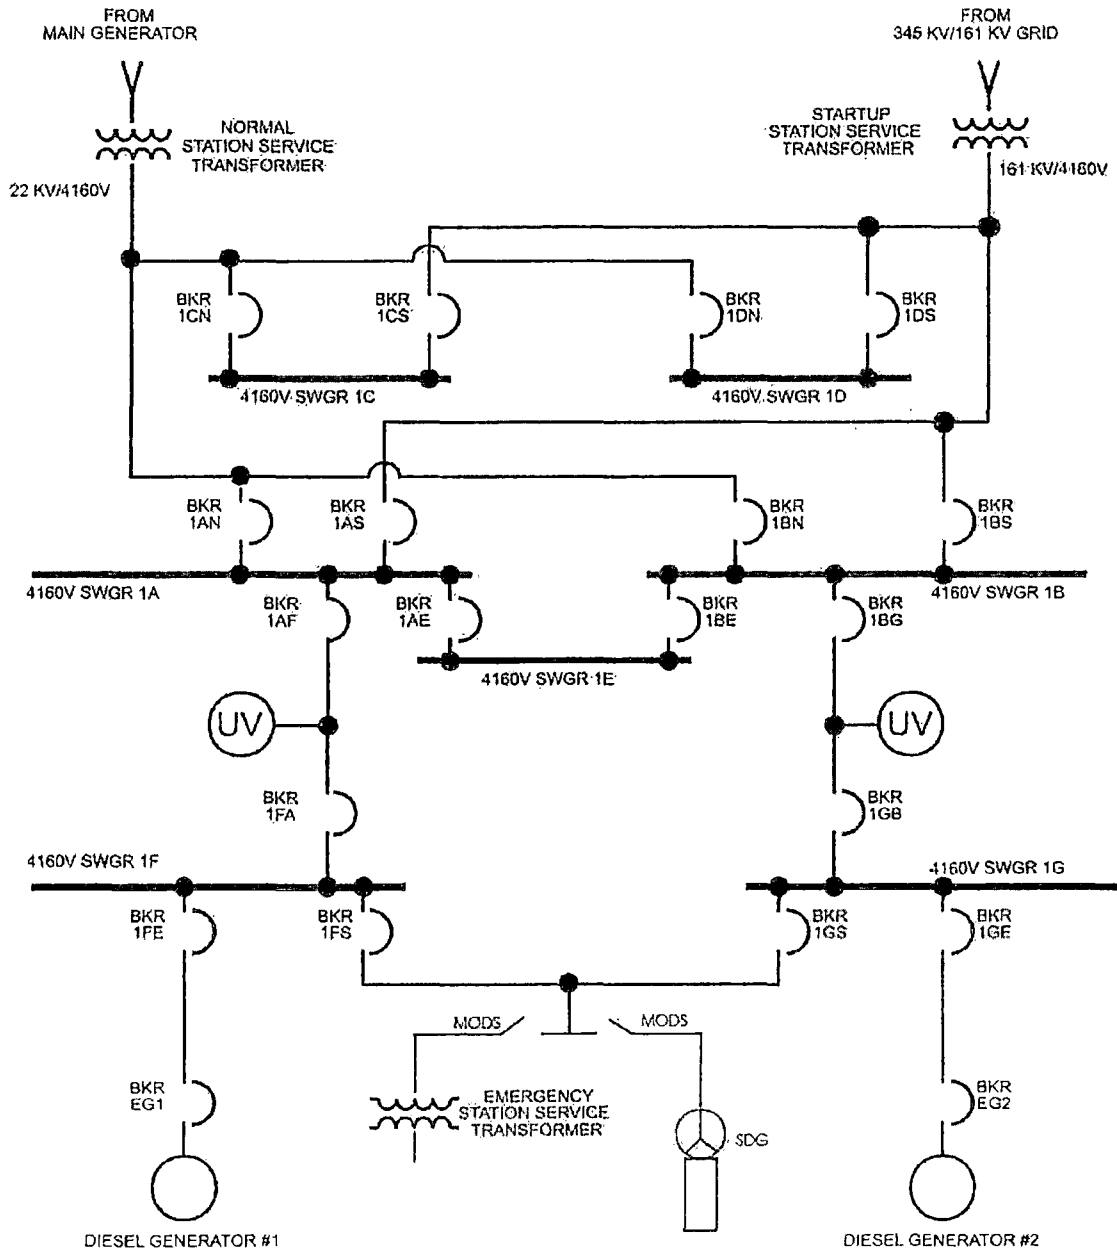 FROM
MAIN GENERATOR
FROM
345 KV/161 KV GRID
NORMAL
STATION SERVICE
TRANSFORMER
STARTUP
STATION SERVICE
TRANSFORMER
22 KV/4160V
161 KV/4160V
BKR
1CN
BKR
1CS
BKR
1DN
BKR
1DS
4160V SWGR 1C
4160V SWGR 1D
BKR
1AN
BKR
1AS
BKR
1BN
BKR
1BS
4160V SWGR 1A
BKR
1AF
BKR
1AE
BKR
1BE
BKR
1BG
4160V SWGR 1B
4160V SWGR 1E
UV
UV
BKR
1FA
BKR
1GB
4160V SWGR 1F
4160V SWGR 1G
BKR
1FE
BKR
1FS
BKR
1GS
BKR
1GE
MODS
MODS
BKR
EG1
EMERGENCY
STATION SERVICE
TRANSFORMER
SDG
BKR
EG2
DIESEL GENERATOR #1
DIESEL GENERATOR #2